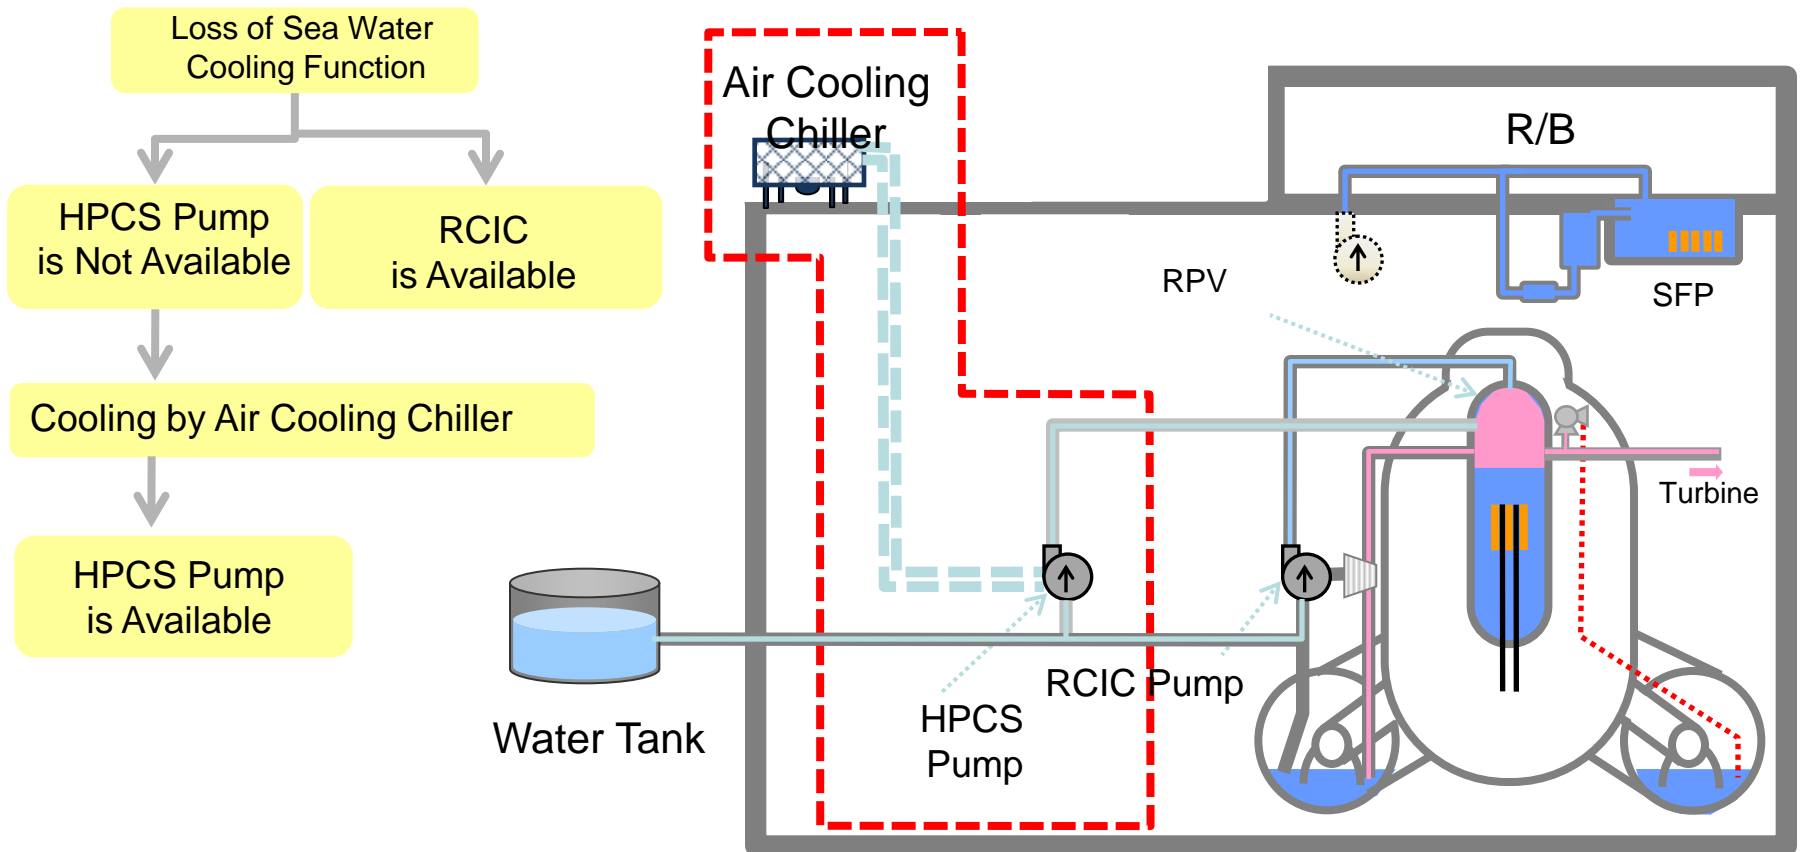 Loss of Sea Water
Cooling Function
HPCS Pump
is Not Available
RCIC
is Available
Cooling by Air Cooling Chiller
HPCS Pump
is Available
Air Cooling
Chiller
R/B
RPV
SFP
Turbine
RCIC Pump
HPCS
Pump
Water Tank